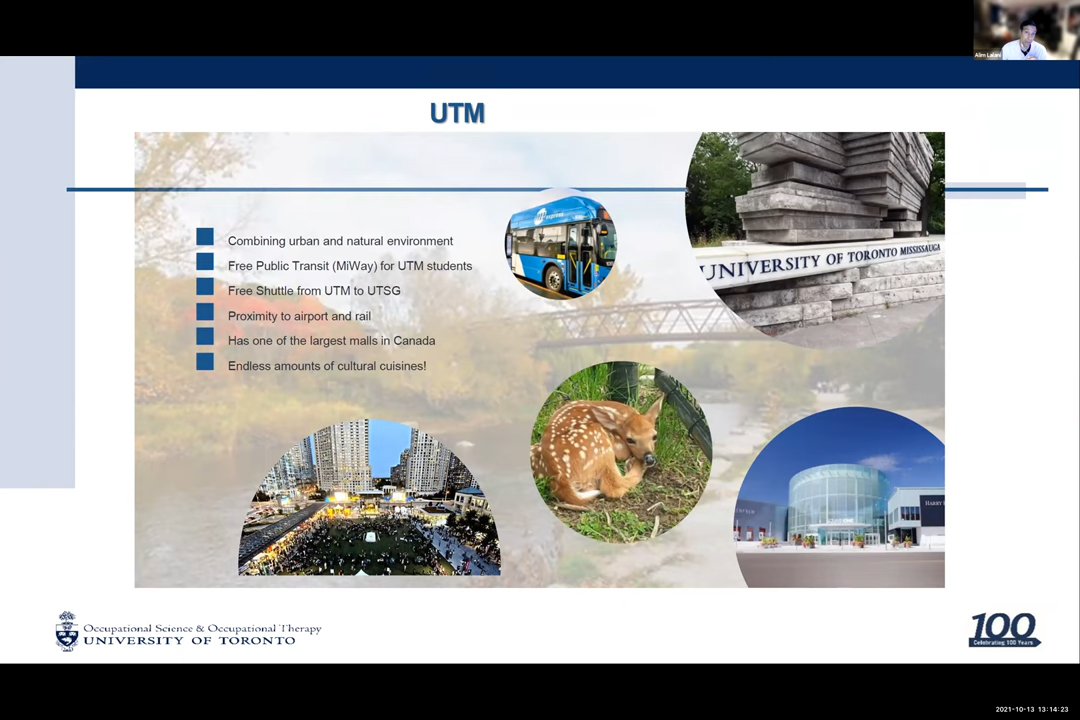 Alim Lalani
UTM
Combining urban and natural environment
Free Public Transit (MiWay) for UTM students
Free Shuttle from UTM to UTSG
Proximity to airport and rail
Has one of the largest malls in Canada
Endless amounts of cultural cuisines!
UNIVERSITY OF TORONTO MISSISSAUGA
Occupational Science & Occupational Therapy
UNIVERSITY OF TORONTO
100
Celebrating 100 Years
2021-10-13 13:14:23